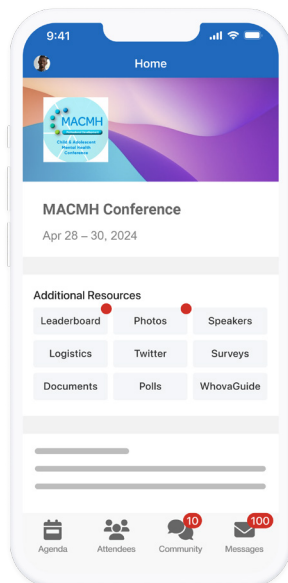 9:41
Home
MACMH
Child & Adolescent
Mental Health
Conference
MACMH Conference
Apr 28 – 30, 2024
Additional Resources
Leaderboard Photos Speakers
Logistics Twitter Surveys
Documents Polls WhovaGuide
10 100
Agenda Attendees Community Messages